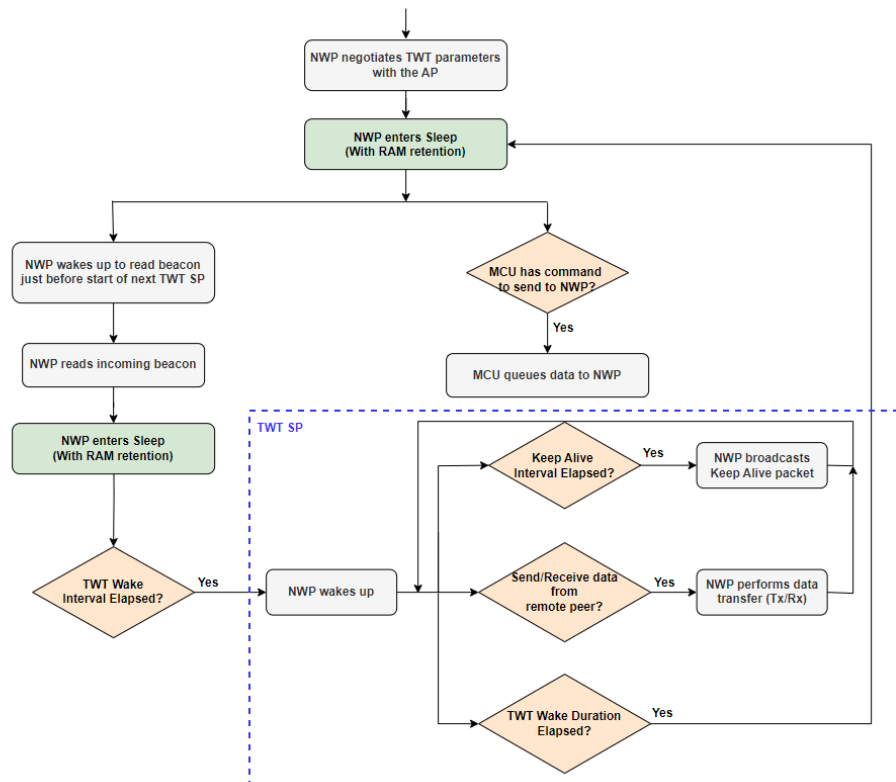 NWP negotiates TWT parameters
with the AP
NWP enters Sleep
(With RAM retention)
NWP wakes up to read beacon
just before start of next TWT SP
MCU has command
to send to NWP?
Yes
NWP reads incoming beacon
MCU queues data to NWP
NWP enters Sleep
(With RAM retention)
TWT SP
Keep Alive
Interval Elapsed?
Yes
NWP broadcasts
Keep Alive packet
TWT Wake
Interval Elapsed?
Yes
NWP wakes up
Send/Receive data
from
remote peer?
Yes
NWP performs data
transfer (Tx/Rx)
TWT Wake Duration
Elapsed?
Yes